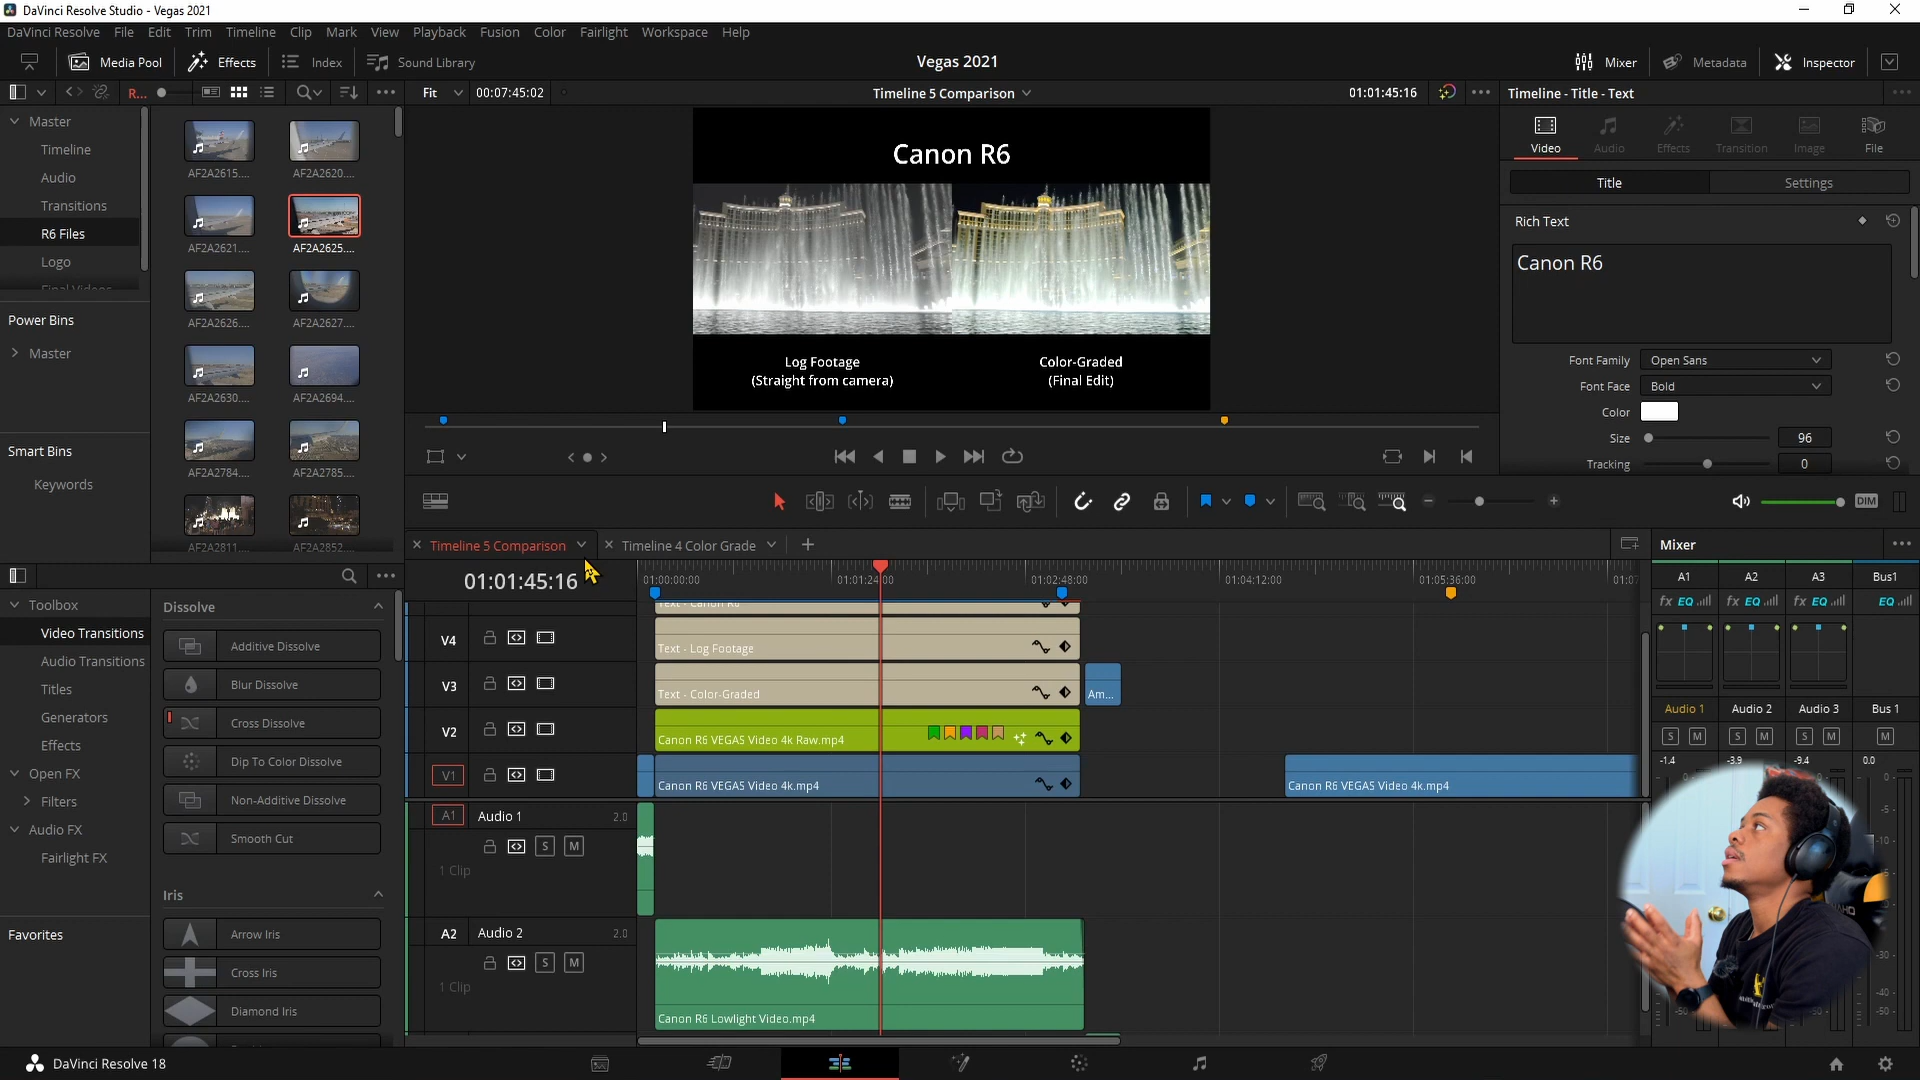 DaVinci Resolve Studio - Vegas 2021
DaVinci Resolve File Edit Trim Timeline Clip Mark View Playback Fusion Color Fairlight Workspace Help
Media Pool Effects Index Sound Library Vegas 2021 Mixer Metadata Inspector
R... Fit 00:07:45:02 Timeline 5 Comparison 01:01:45:16 Timeline - Title - Text
Master
Timeline
Audio
Transitions
R6 Files
Logo
Final Videos
Power Bins
Master
Smart Bins
Keywords
AF2A2615.... AF2A2620....
AF2A2621.... AF2A2625....
AF2A2626.... AF2A2627....
AF2A2630.... AF2A2694....
AF2A2784.... AF2A2785....
AF2A2811.... AF2A2852....
Canon R6
Log Footage
(Straight from camera)
Color-Graded
(Final Edit)
Video Audio Effects Transition Image File
Title Settings
Rich Text
Canon R6
Font Family Open Sans
Font Face Bold
Color
Size 96
Tracking 0
DIM
Timeline 5 Comparison Timeline 4 Color Grade
01:01:45:16
01:00:00:00 01:01:24:00 01:02:48:00 01:04:12:00 01:05:36:00 01:07
Text - Canon R6
V4 Text - Log Footage
V3 Text - Color-Graded Am...
V2 Canon R6 VEGAS Video 4k Raw.mp4
V1 Canon R6 VEGAS Video 4k.mp4 Canon R6 VEGAS Video 4k.mp4
A1 Audio 1 2.0
S M
1 Clip
A2 Audio 2 2.0
S M
1 Clip
Canon R6 Lowlight Video.mp4
Toolbox
Video Transitions
Audio Transitions
Titles
Generators
Effects
Open FX
Filters
Audio FX
Fairlight FX
Favorites
Dissolve
Additive Dissolve
Blur Dissolve
Cross Dissolve
Dip To Color Dissolve
Non-Additive Dissolve
Smooth Cut
Iris
Arrow Iris
Cross Iris
Diamond Iris
Mixer
A1 A2 A3 Bus1
fx EQ fx EQ fx EQ EQ
Audio 1 Audio 2 Audio 3 Bus 1
S M S M S M M
-1.4 -3.9 -9.4 0.0
0
-5
-10
-30
-40
-50
DaVinci Resolve 18